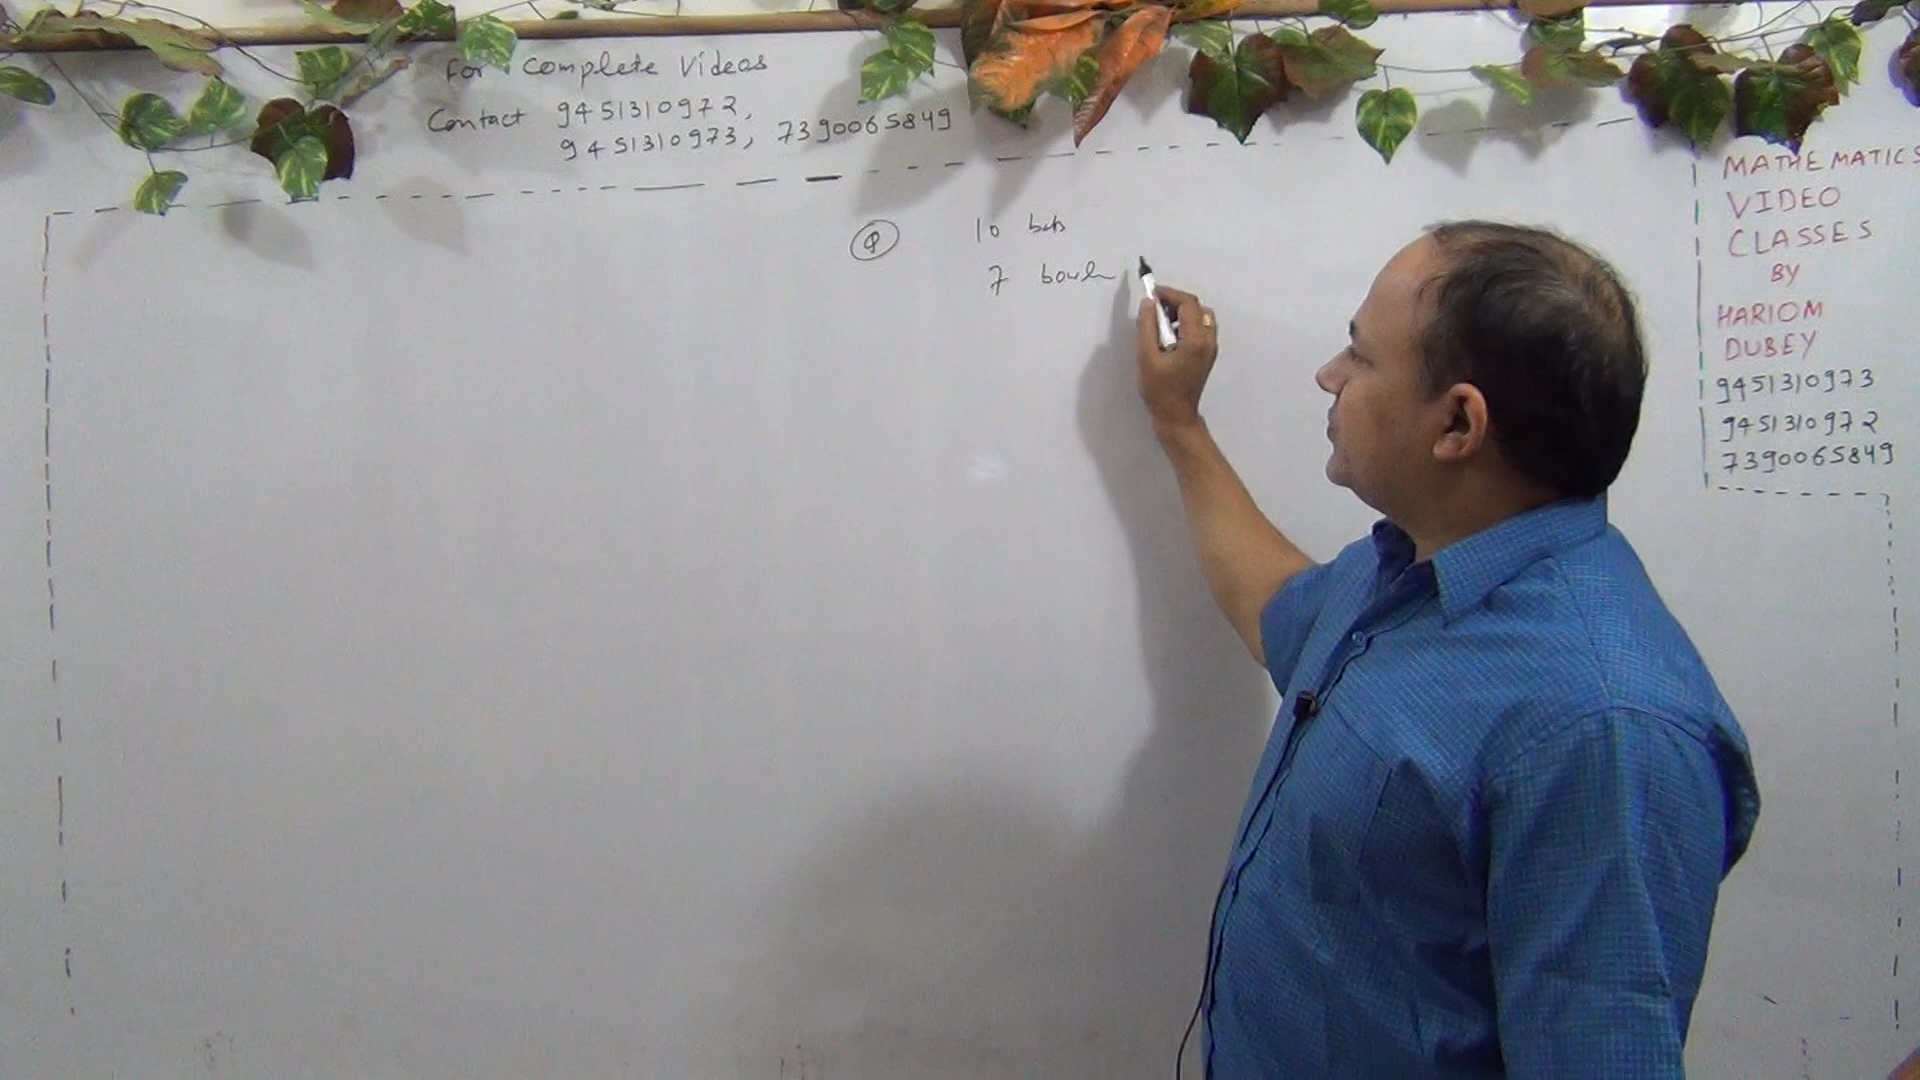 For Complete Videos
Contact 9451310972,
9451310973, 7390065849
Q 10 bats
7 bowl
MATHEMATICS
VIDEO
CLASSES
BY
HARIOM
DUBEY
9451310973
9451310972
7390065849